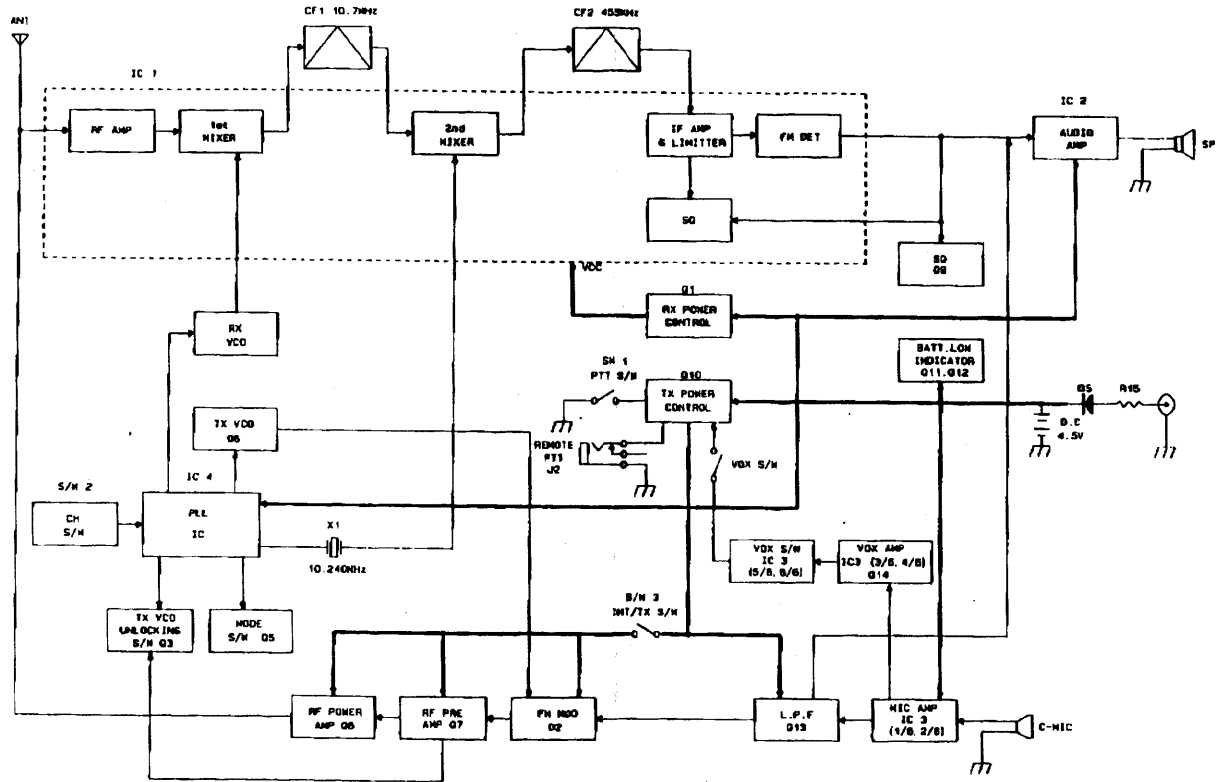 CF1 10.7MHz
CF2 455MHz
ANT
IC 1
RF AMP
1st
MIXER
2nd
MIXER
IF AMP
& LIMITTER
FM DET
IC 2
AUDIO
AMP
SP
SQ
SQ
Q9
VCC
Q1
RX POWER
CONTROL
RX
VCO
BATT.LOW
INDICATOR
Q11.Q12
SW 1
PTT S/W
Q10
TX POWER
CONTROL
D5
R15
D.C
4.5V
TX VCO
Q6
REMOTE
PTT
J2
VOX S/W
S/W 2
CH
S/W
IC 4
PLL
IC
X1
10.240MHz
VOX S/W
IC 3
(5/6, 6/6)
VOX AMP
IC3 (3/6, 4/6)
Q14
TX VCO
UNLOCKING
S/W Q3
MODE
S/W Q5
S/W 3
INT/TX S/W
RF POWER
AMP Q8
RF PRE
AMP Q7
FM MOD
D2
L.P.F
Q13
MIC AMP
IC 3
(1/6, 2/6)
C-MIC